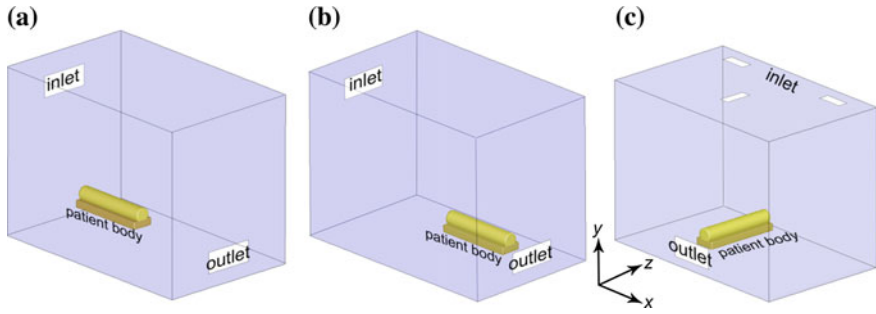 (a)
inlet
patient body
outlet
(b)
inlet
patient body
outlet
(c)
inlet
outlet
patient body
y
z
x